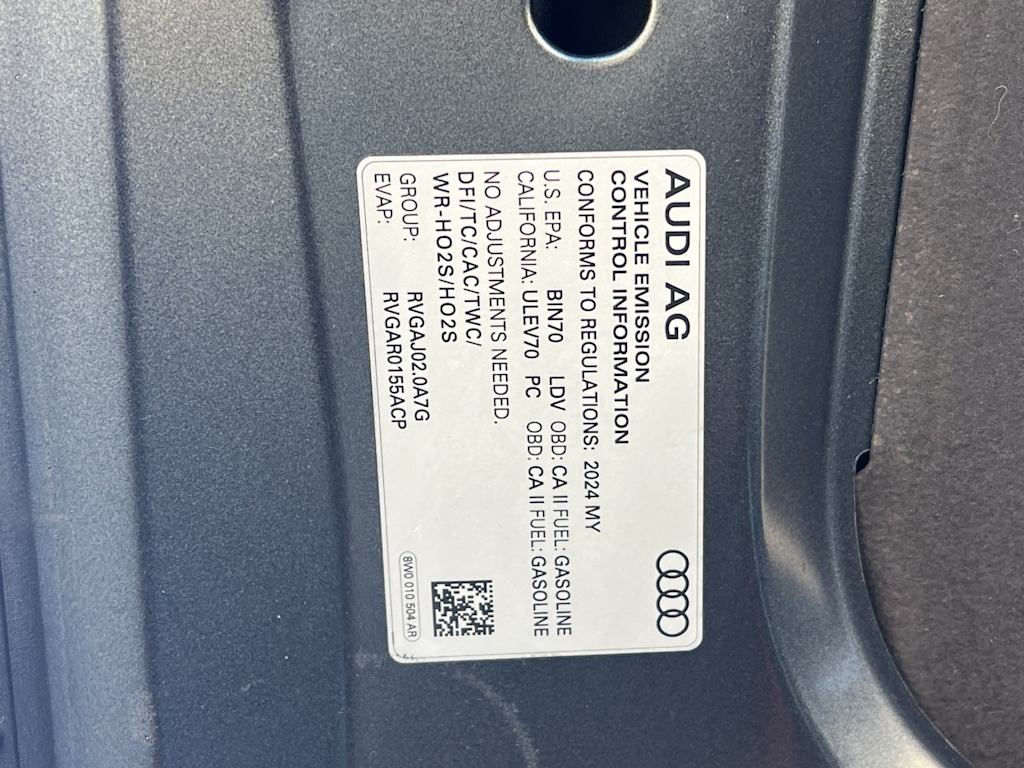 AUDI AG
VEHICLE EMISSION
CONTROL INFORMATION
CONFORMS TO REGULATIONS: 2024 MY
U.S. EPA: BIN70 LDV OBD: CA II FUEL: GASOLINE
CALIFORNIA: ULEV70 PC OBD: CA II FUEL: GASOLINE
NO ADJUSTMENTS NEEDED.
DFI/TC/CAC/TWC/
WR-HO2S/HO2S
GROUP: RVGAJ02.0A7G
EVAP: RVGAR0155ACP
8W0 010 504 AR